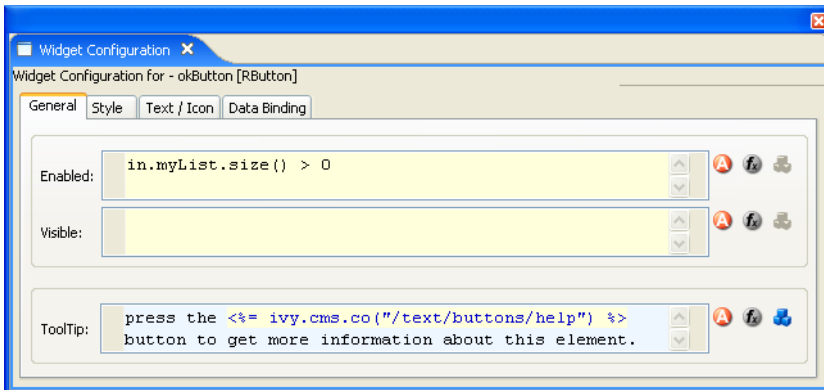 Widget Configuration
Widget Configuration for - okButton [RButton]
General Style Text / Icon Data Binding
Enabled: in.myList.size() > 0
Visible:
ToolTip: press the <%= ivy.cms.co("/text/buttons/help") %>
button to get more information about this element.